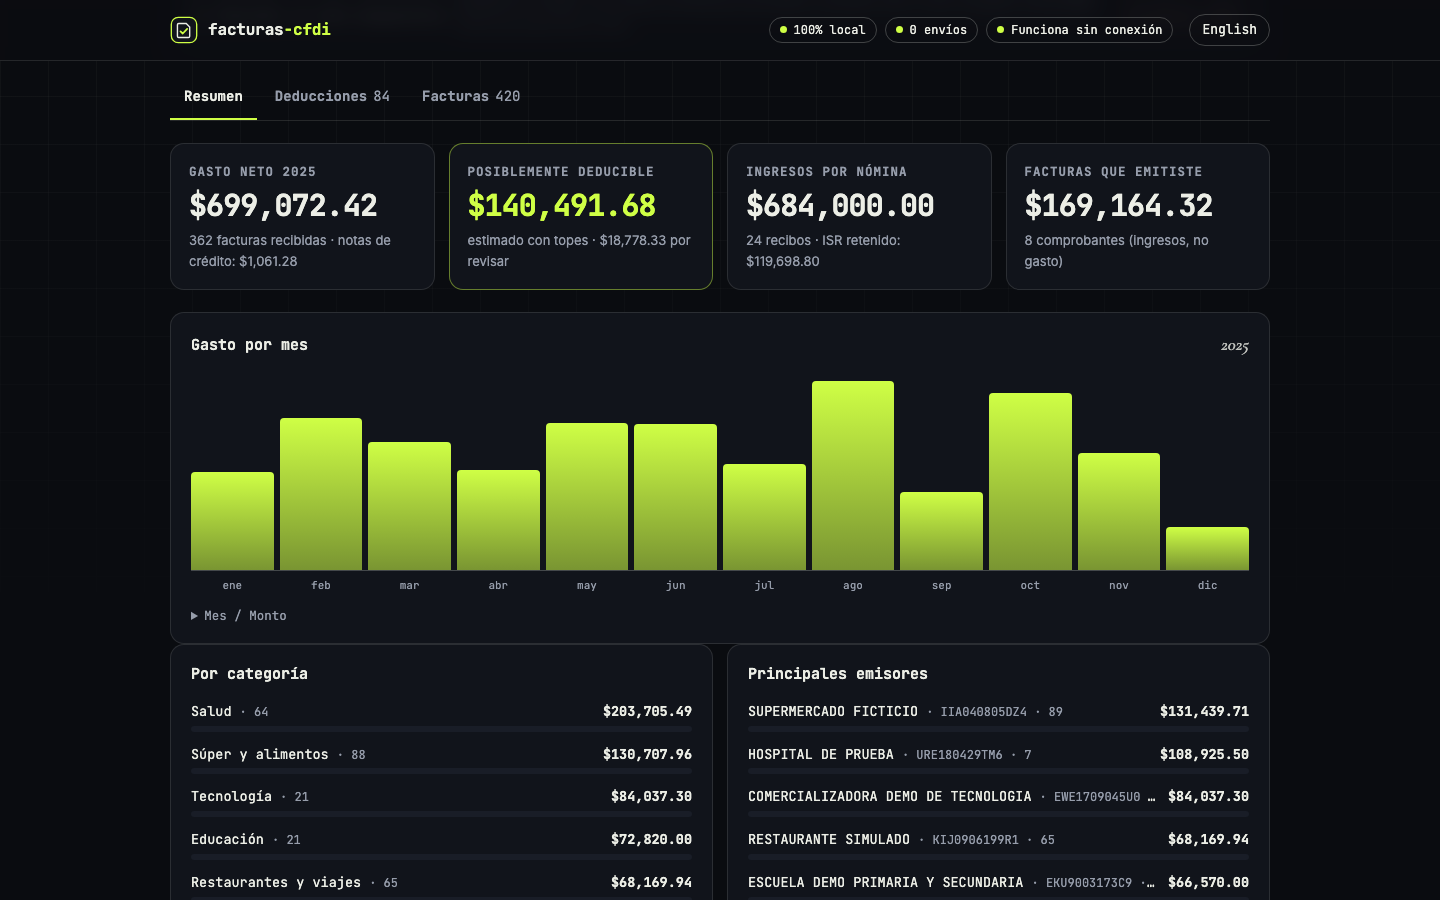 facturas-cfdi
100% local
0 envíos
Funciona sin conexión
English
Resumen
Deducciones 84
Facturas 420
GASTO NETO 2025
$699,072.42
362 facturas recibidas · notas de
crédito: $1,061.28
POSIBLEMENTE DEDUCIBLE
$140,491.68
estimado con topes · $18,778.33 por
revisar
INGRESOS POR NÓMINA
$684,000.00
24 recibos · ISR retenido:
$119,698.80
FACTURAS QUE EMITISTE
$169,164.32
8 comprobantes (ingresos, no
gasto)
Gasto por mes
2025
ene feb mar abr may jun jul ago sep oct nov dic
Mes / Monto
Por categoría
Salud · 64 $203,705.49
Súper y alimentos · 88 $130,707.96
Tecnología · 21 $84,037.30
Educación · 21 $72,820.00
Restaurantes y viajes · 65 $68,169.94
Principales emisores
SUPERMERCADO FICTICIO · IIA040805DZ4 · 89 $131,439.71
HOSPITAL DE PRUEBA · URE180429TM6 · 7 $108,925.50
COMERCIALIZADORA DEMO DE TECNOLOGIA · EWE1709045U0 … $84,037.30
RESTAURANTE SIMULADO · KIJ0906199R1 · 65 $68,169.94
ESCUELA DEMO PRIMARIA Y SECUNDARIA · EKU9003173C9 ·… $66,570.00